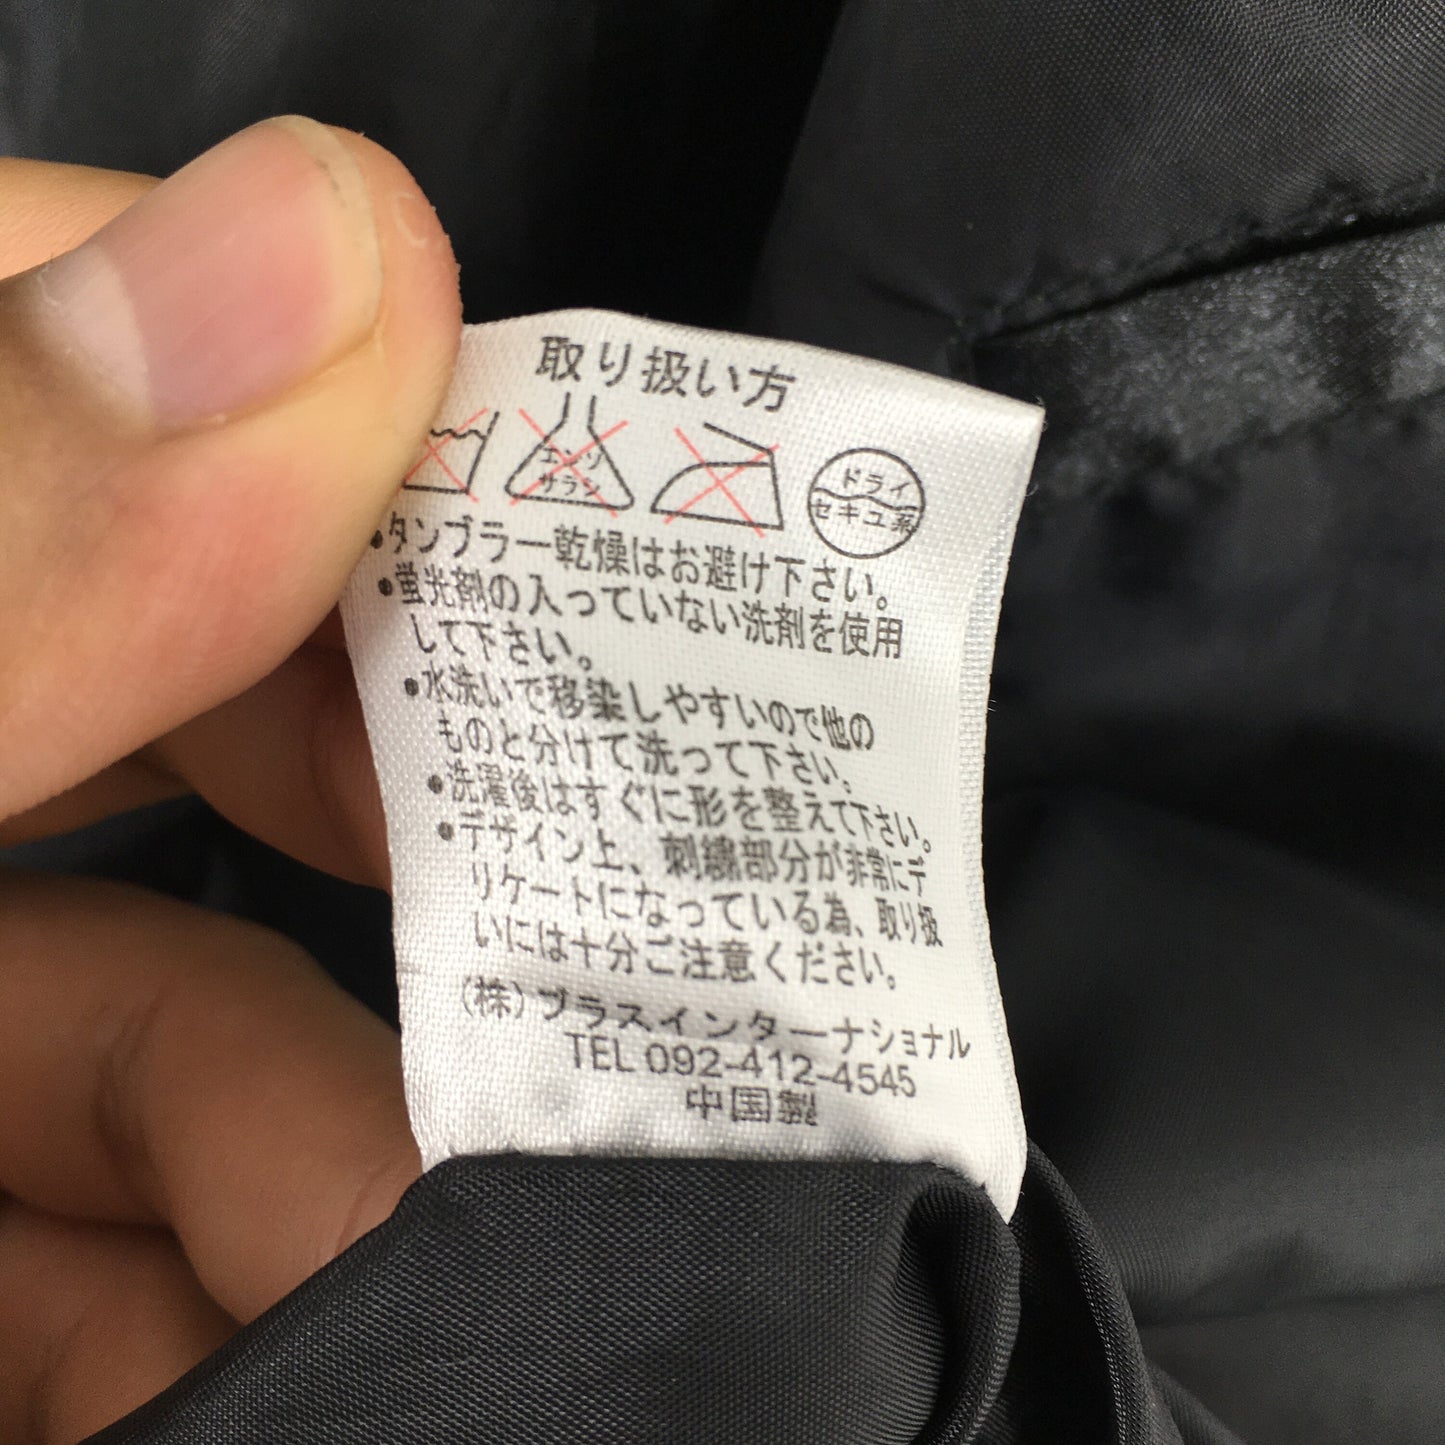 取り扱い方
エンソ
サラシ
ドライ
セキユ系
・タンブラー乾燥はお避け下さい。
・蛍光剤の入っていない洗剤を使用
して下さい。
・水洗いで移染しやすいので他の
ものと分けて洗って下さい。
・洗濯後はすぐに形を整えて下さい。
・デザイン上、刺繍部分が非常にデ
リケートになっている為、取り扱
いには十分ご注意ください。
(株)プラスインターナショナル
TEL 092-412-4545
中国製